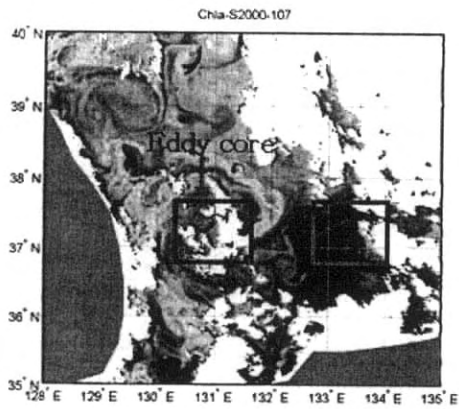 Chla-S2000-107
40° N
39° N
Eddy core
38° N
37° N
36° N
35° N
128° E 129° E 130° E 131° E 132° E 133° E 134° E 135° E